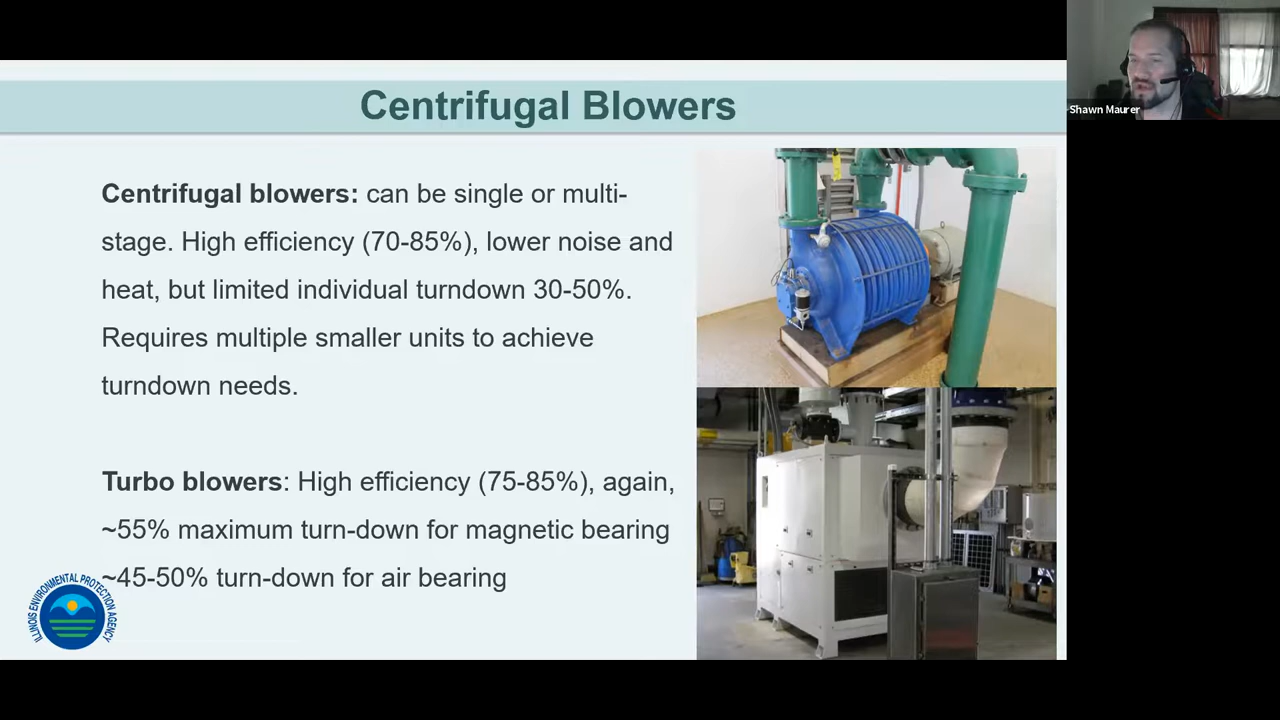 Centrifugal Blowers
Shawn Maurer
Centrifugal blowers: can be single or multi-
stage. High efficiency (70-85%), lower noise and
heat, but limited individual turndown 30-50%.
Requires multiple smaller units to achieve
turndown needs.
Turbo blowers: High efficiency (75-85%), again,
~55% maximum turn-down for magnetic bearing
~45-50% turn-down for air bearing
ILLINOIS ENVIRONMENTAL PROTECTION AGENCY